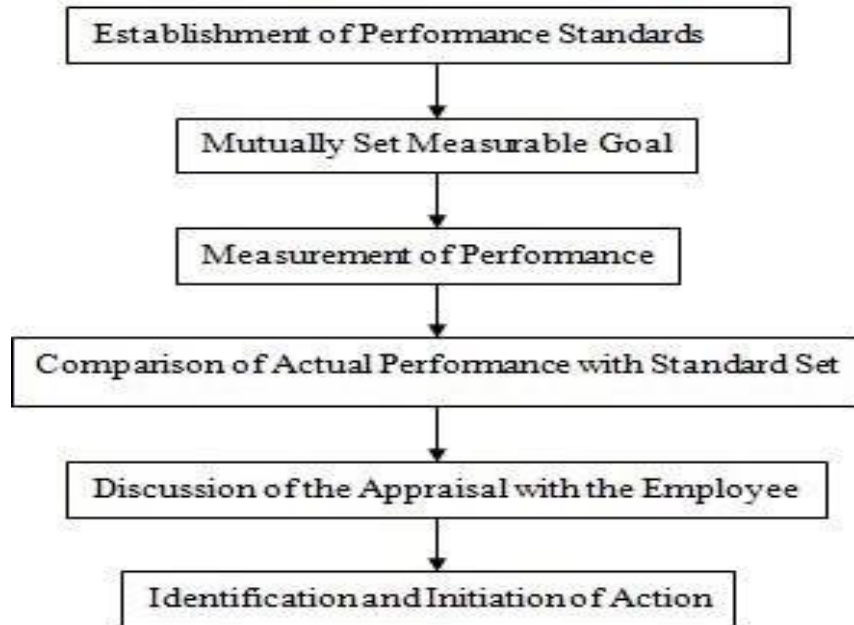 Establishment of Performance Standards
Mutually Set Measurable Goal
Measurement of Performance
Comparison of Actual Performance with Standard Set
Discussion of the Appraisal with the Employee
Identification and Initiation of Action